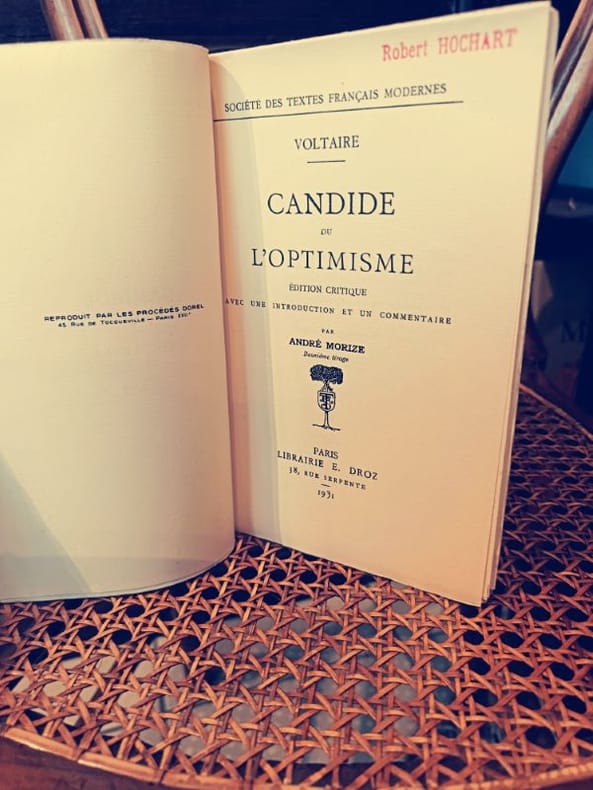 REPRODUIT PAR LES PROCÉDÉS DOREL
45 RUE DE TOCQUEVILLE — PARIS
Robert HOCHART
SOCIÉTÉ DES TEXTES FRANÇAIS MODERNES
VOLTAIRE
CANDIDE
OU
L'OPTIMISME
ÉDITION CRITIQUE
AVEC UNE INTRODUCTION ET UN COMMENTAIRE
PAR
ANDRÉ MORIZE
Deuxième tirage
PARIS
LIBRAIRIE E. DROZ
38, RUE SERPENTE
1931